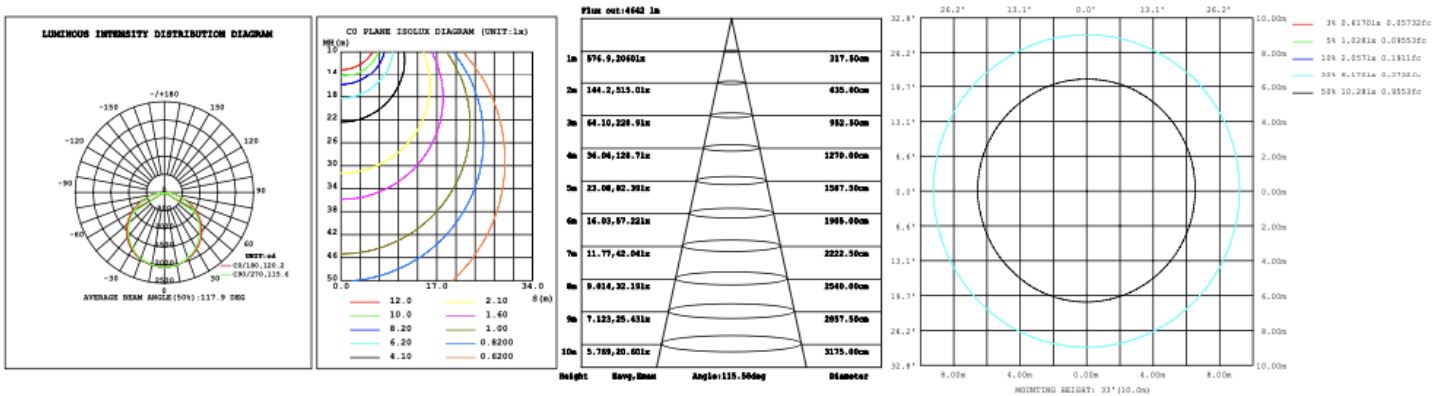 LUMINOUS INTENSITY DISTRIBUTION DIAGRAM
-/+180
-150 150
-120 120
-90 90
-60 60
-30 30
0
UNIT:cd
C0/180,120.2
C90/270,115.6
AVERAGE BEAM ANGLE(50%):117.9 DEG
C0 PLANE ISOLUX DIAGRAM (UNIT:lx)
MH(m)
10
14
18
22
26
30
34
38
42
46
50
0.0 17.0 34.0
S(m)
12.0 2.10
10.0 1.60
8.20 1.00
6.20 0.8200
4.10 0.6200
Flux out:4642 lm
1m 576.9,2060lx 317.50cm
2m 144.2,515.0lx 635.00cm
3m 64.10,228.9lx 952.50cm
4m 36.06,128.7lx 1270.00cm
5m 23.08,82.39lx 1587.50cm
6m 16.03,57.22lx 1905.00cm
7m 11.77,42.04lx 2222.50cm
8m 9.014,32.19lx 2540.00cm
9m 7.123,25.43lx 2857.50cm
10m 5.769,20.60lx 3175.00cm
Height Eavg,Emax Angle:115.50deg Diameter
26.2' 13.1' 0.0' 13.1' 26.2'
32.8' 10.00m
26.2' 8.00m
19.7' 6.00m
13.1' 4.00m
6.6' 2.00m
0.0' 0.00m
6.6' 2.00m
13.1' 4.00m
19.7' 6.00m
26.2' 8.00m
32.8' 10.00m
8.00m 4.00m 0.00m 4.00m 8.00m
MOUNTING HEIGHT: 33'(10.0m)
3% 0.6170lx 0.05732fc
5% 1.028lx 0.09553fc
10% 2.057lx 0.1911fc
50% 10.28lx 0.9553fc